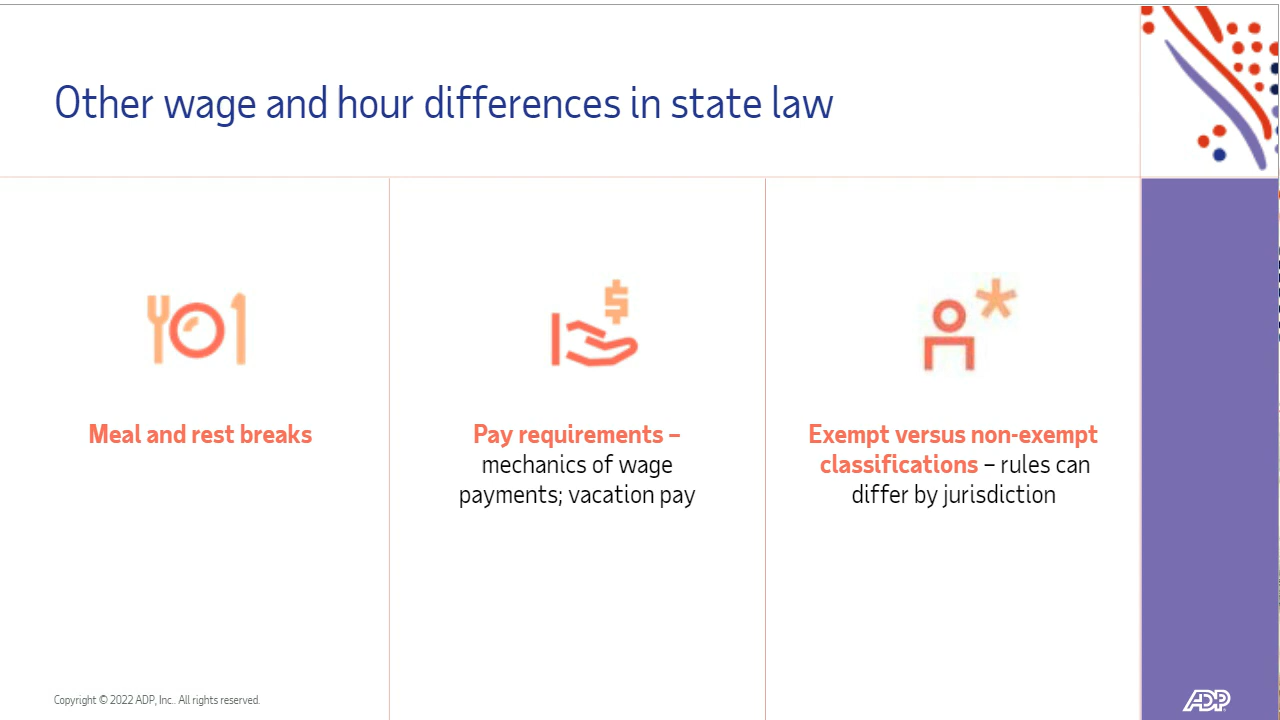 Other wage and hour differences in state law
Meal and rest breaks
Pay requirements –
mechanics of wage
payments; vacation pay
Exempt versus non-exempt
classifications – rules can
differ by jurisdiction
Copyright © 2022 ADP, Inc.. All rights reserved.
ADP